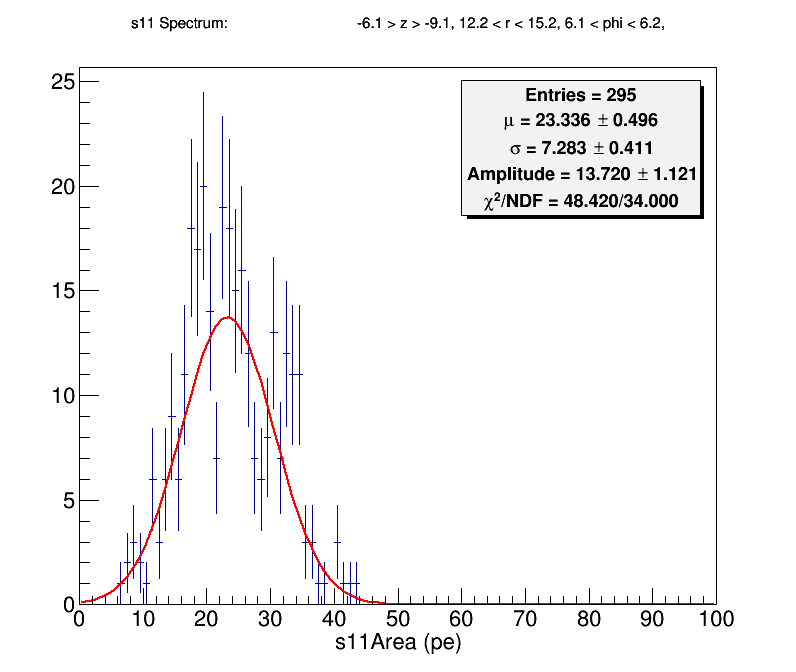 s11 Spectrum: -6.1 > z > -9.1, 12.2 < r < 15.2, 6.1 < phi < 6.2,
Entries = 295
μ = 23.336 ± 0.496
σ = 7.283 ± 0.411
Amplitude = 13.720 ± 1.121
χ²/NDF = 48.420/34.000
25
20
15
10
5
0
0 10 20 30 40 50 60 70 80 90 100
s11Area (pe)